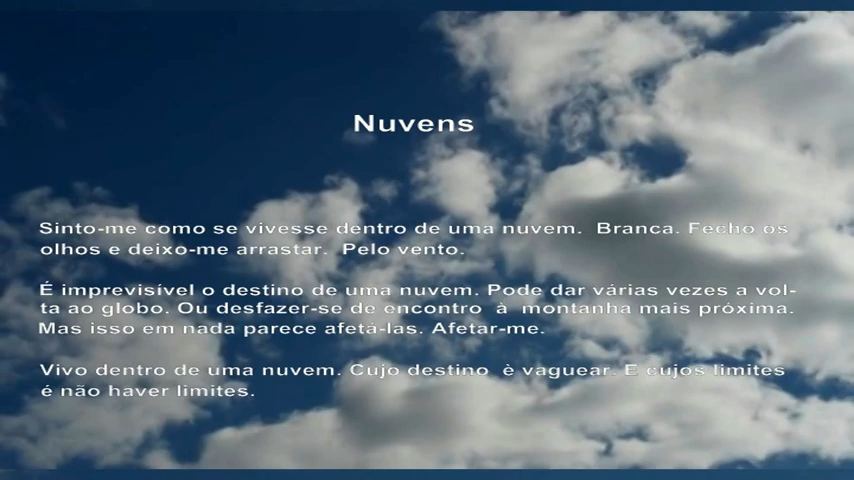 Nuvens
Sinto-me como se vivesse dentro de uma nuvem. Branca. Fecho os
olhos e deixo-me arrastar. Pelo vento.
É imprevisível o destino de uma nuvem. Pode dar várias vezes a vol-
ta ao globo. Ou desfazer-se de encontro à montanha mais próxima.
Mas isso em nada parece afetá-las. Afetar-me.
Vivo dentro de uma nuvem. Cujo destino è vaguear. E cujos limites
é não haver limites.